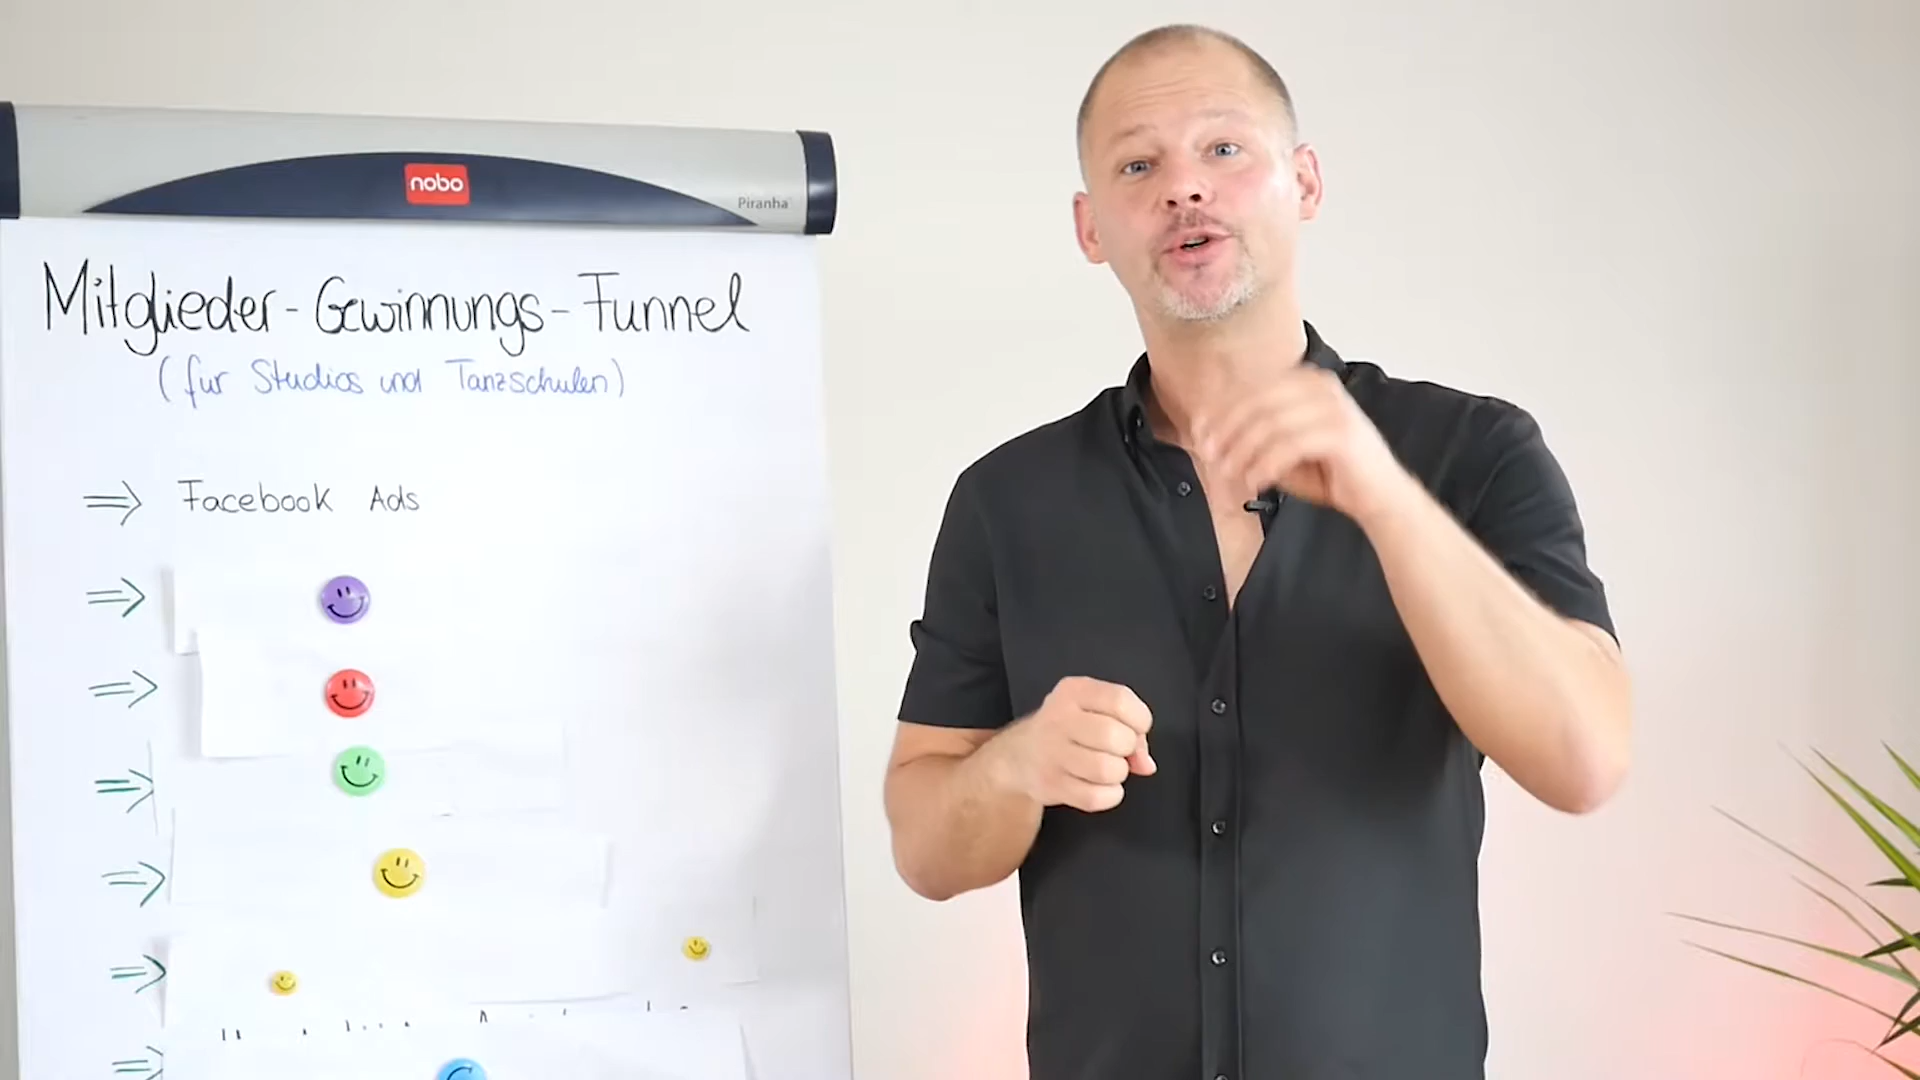 nobo
Piranha
Mitglieder-Gewinnungs-Funnel
(für Studios und Tanzschulen)
⇒ Facebook Ads